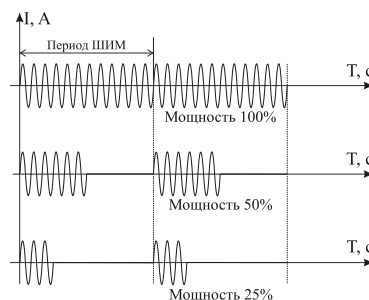 I, A
Период ШИМ
T, с
Мощность 100%
T, с
Мощность 50%
T, с
Мощность 25%